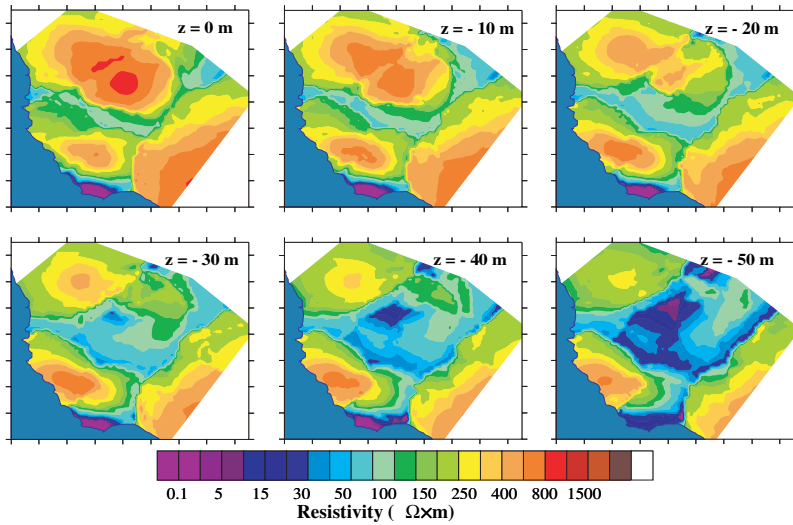 z = 0 m
z = - 10 m
z = - 20 m
z = - 30 m
z = - 40 m
z = - 50 m
0.1 5 15 30 50 100 150 250 400 800 1500
Resistivity ( Ω×m)